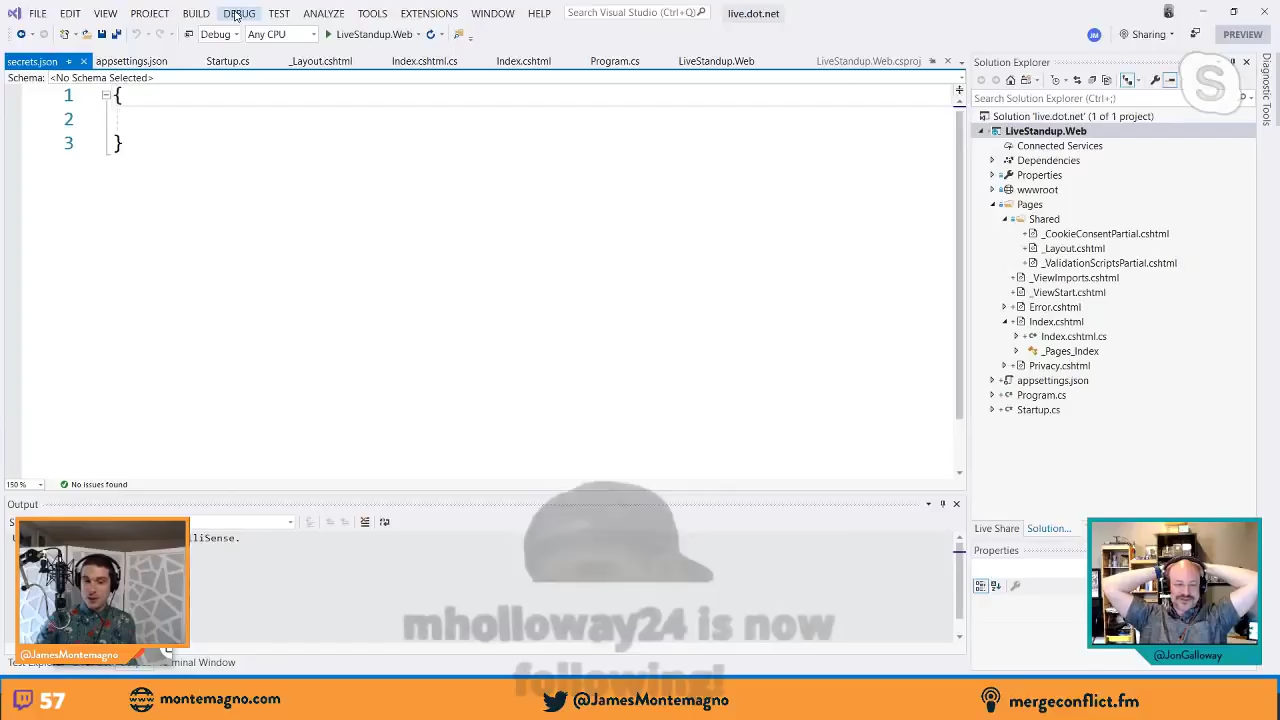 FILE EDIT VIEW PROJECT BUILD DEBUG TEST ANALYZE TOOLS EXTENSIONS WINDOW HELP Search Visual Studio (Ctrl+Q) live.dot.net
Debug Any CPU LiveStandup.Web JM Sharing PREVIEW
secrets.json appsettings.json Startup.cs _Layout.cshtml Index.cshtml.cs Index.cshtml Program.cs LiveStandup.Web LiveStandup.Web.csproj
Schema: <No Schema Selected>
1 {
2
3 }
150 % No issues found
Output
lliSense.
Solution Explorer
Search Solution Explorer (Ctrl+;)
Solution 'live.dot.net' (1 of 1 project)
LiveStandup.Web
Connected Services
Dependencies
Properties
wwwroot
Pages
Shared
_CookieConsentPartial.cshtml
_Layout.cshtml
_ValidationScriptsPartial.cshtml
_ViewImports.cshtml
_ViewStart.cshtml
Error.cshtml
Index.cshtml
Index.cshtml.cs
_Pages_Index
Privacy.cshtml
appsettings.json
Program.cs
Startup.cs
Live Share Solution...
Properties
Diagnostic Tools
S
mholloway24 is now
following!
@JamesMontemagno
@JonGalloway
Window
57 montemagno.com @JamesMontemagno mergeconflict.fm